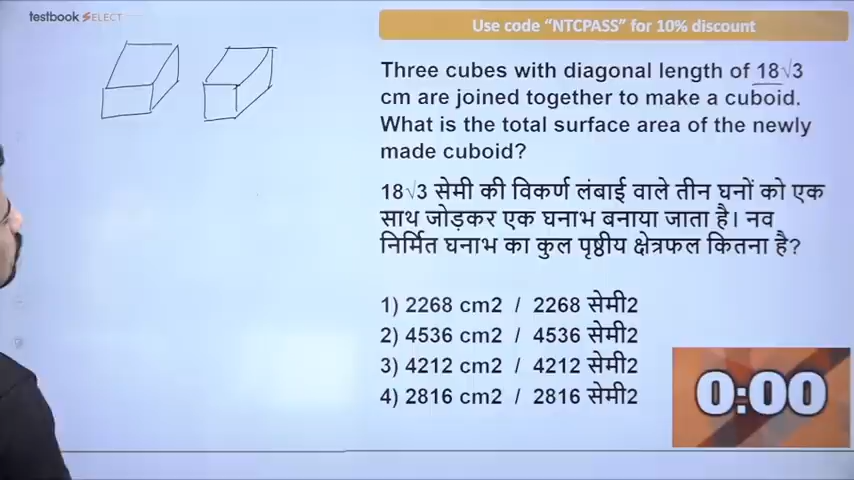 testbook SELECT
Use code “NTCPASS” for 10% discount
Three cubes with diagonal length of 18√3
cm are joined together to make a cuboid.
What is the total surface area of the newly
made cuboid?
18√3 सेमी की विकर्ण लंबाई वाले तीन घनों को एक
साथ जोड़कर एक घनाभ बनाया जाता है। नव
निर्मित घनाभ का कुल पृष्ठीय क्षेत्रफल कितना है?
1) 2268 cm2 / 2268 सेमी2
2) 4536 cm2 / 4536 सेमी2
3) 4212 cm2 / 4212 सेमी2
4) 2816 cm2 / 2816 सेमी2
0:00